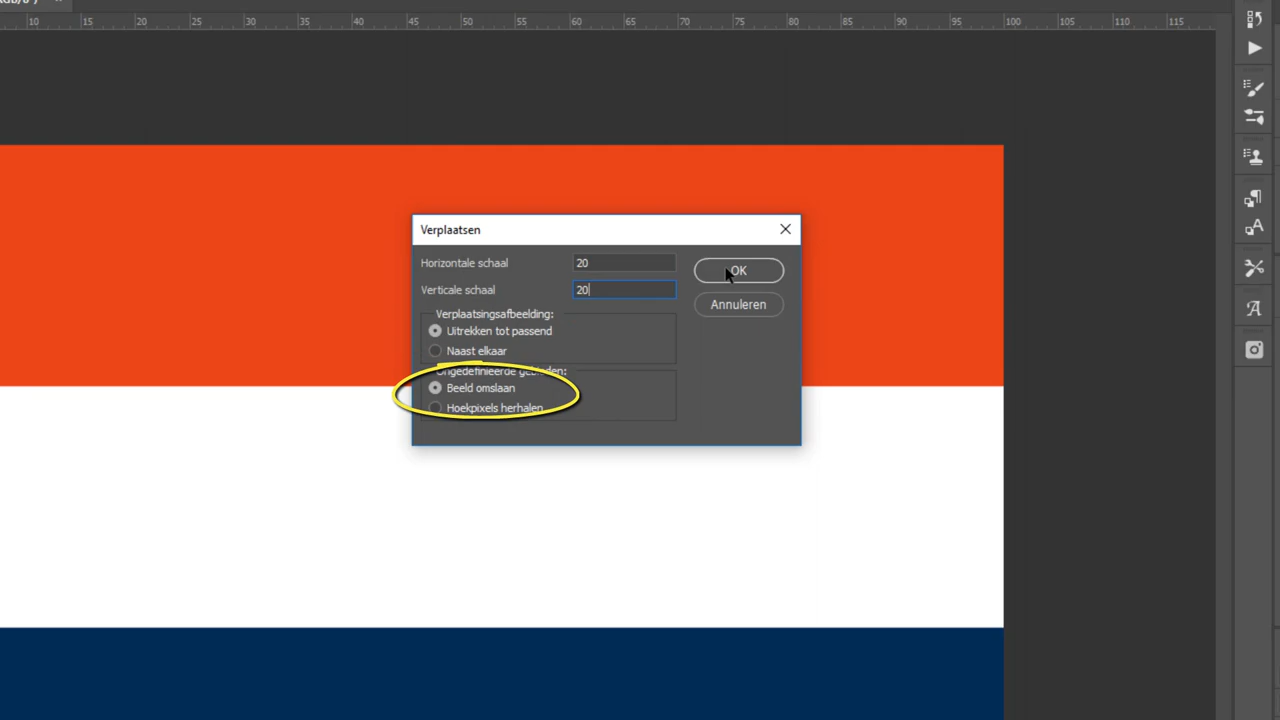 10 15 20 25 30 35 40 45 50 55 60 65 70 75 80 85 90 95 100 105 110 115
Verplaatsen
Horizontale schaal 20
OK
Verticale schaal 20
Annuleren
Verplaatsingsafbeelding:
Uitrekken tot passend
Naast elkaar
Ongedefinieerde gebieden:
Beeld omslaan
Hoekpixels herhalen